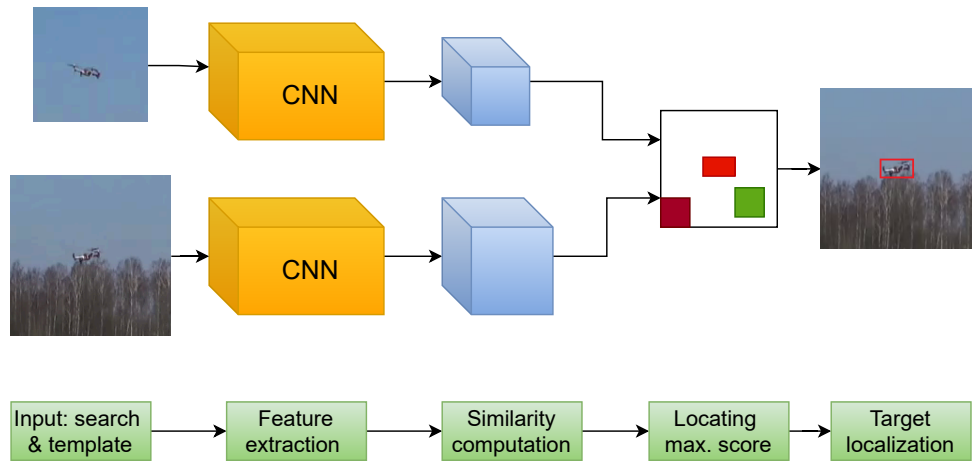 CNN
CNN
Input: search
& template
Feature
extraction
Similarity
computation
Locating
max. score
Target
localization